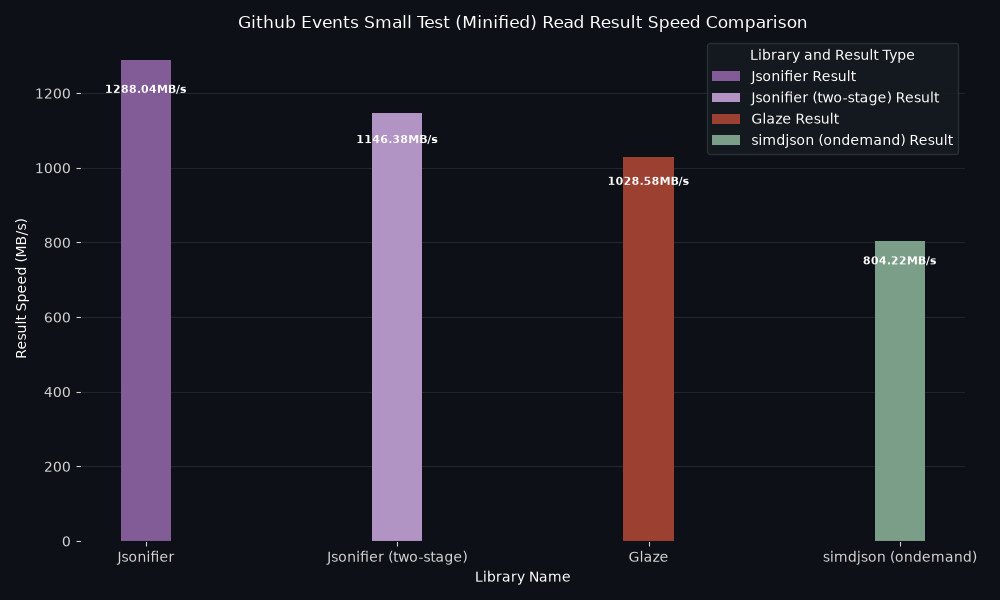 Github Events Small Test (Minified) Read Result Speed Comparison
Library and Result Type
Jsonifier Result
Jsonifier (two-stage) Result
Glaze Result
simdjson (ondemand) Result
1288.04MB/s
1146.38MB/s
1028.58MB/s
804.22MB/s
Result Speed (MB/s)
1200
1000
800
600
400
200
0
Jsonifier
Jsonifier (two-stage)
Glaze
simdjson (ondemand)
Library Name